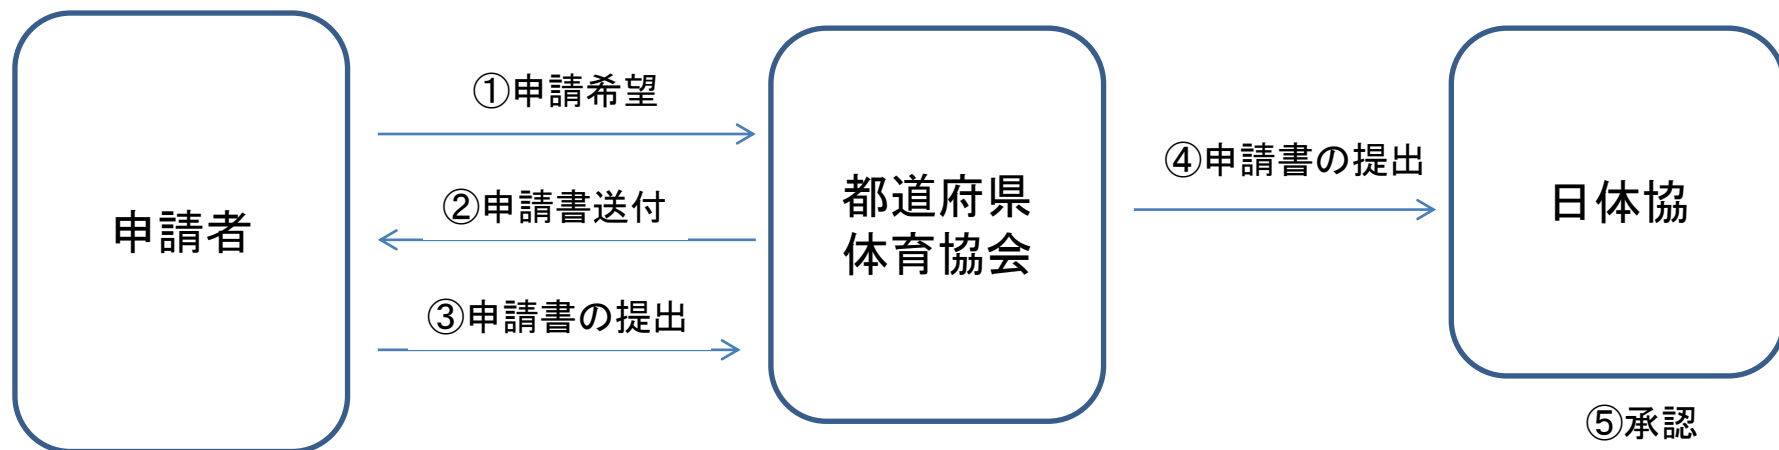 申請者
①申請希望
②申請書送付
③申請書の提出
都道府県
体育協会
④申請書の提出
日体協
⑤承認